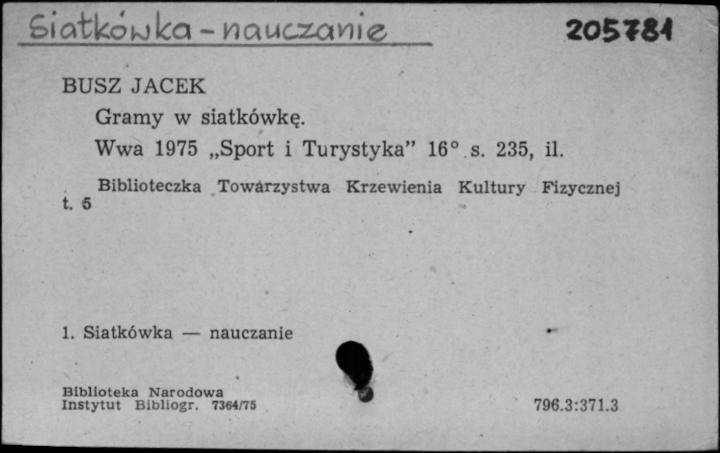 Siatkówka - nauczanie 205781
BUSZ JACEK
Gramy w siatkówkę.
Wwa 1975 „Sport i Turystyka” 16° s. 235, il.
Biblioteczka Towarzystwa Krzewienia Kultury Fizycznej
t. 5
1. Siatkówka — nauczanie
Biblioteka Narodowa
Instytut Bibliogr. 7364/75 796.3:371.3